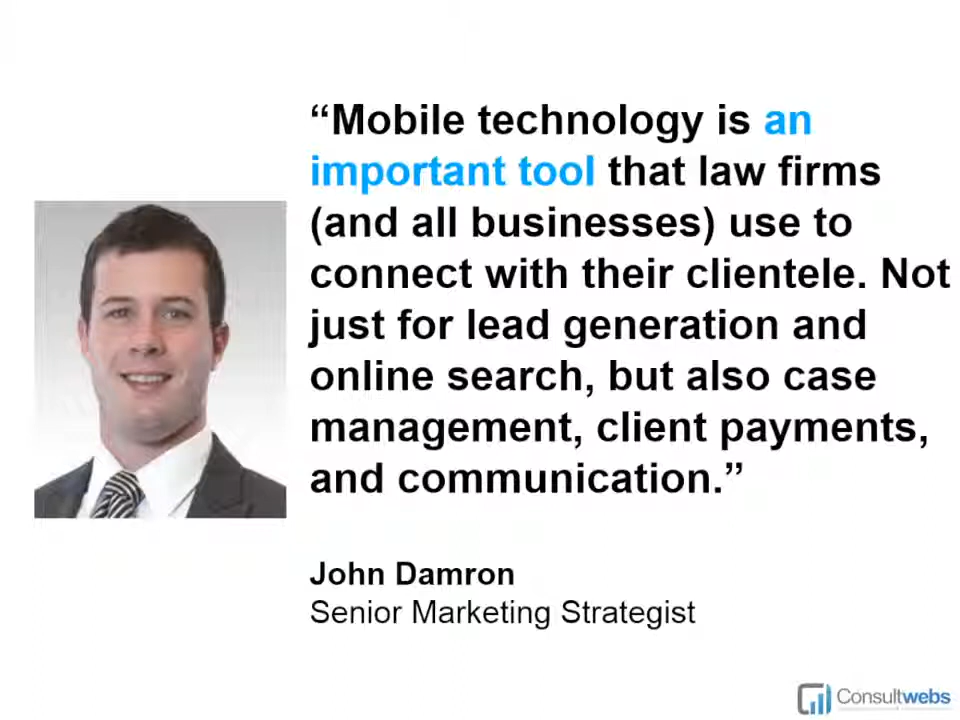 “Mobile technology is an
important tool that law firms
(and all businesses) use to
connect with their clientele. Not
just for lead generation and
online search, but also case
management, client payments,
and communication.”
John Damron
Senior Marketing Strategist
Consultwebs